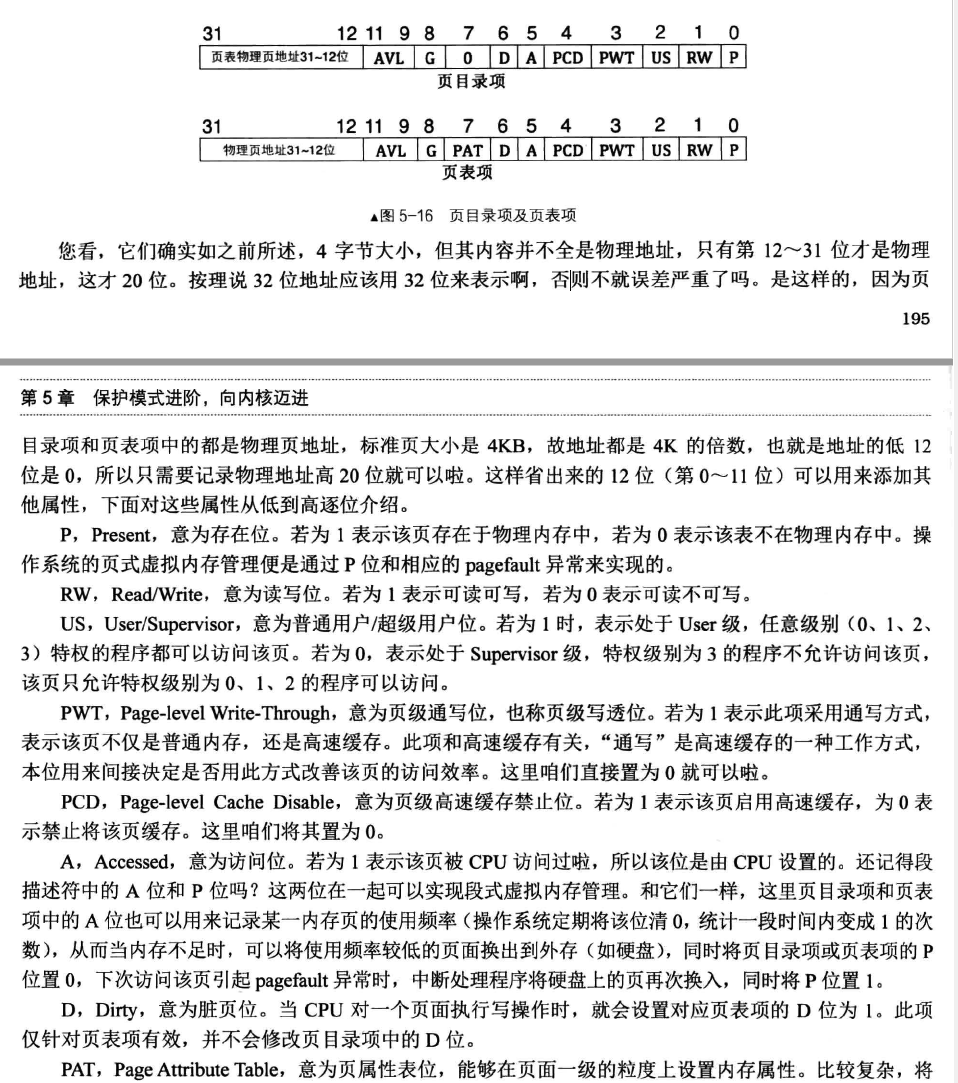 31 12 11 9 8 7 6 5 4 3 2 1 0
页表物理页地址31~12位 AVL G 0 D A PCD PWT US RW P
页目录项
31 12 11 9 8 7 6 5 4 3 2 1 0
物理页地址31~12位 AVL G PAT D A PCD PWT US RW P
页表项
▲图 5-16 页目录项及页表项
您看，它们确实如之前所述，4 字节大小，但其内容并不全是物理地址，只有第 12～31 位才是物理
地址，这才 20 位。按理说 32 位地址应该用 32 位来表示啊，否则不就误差严重了吗。是这样的，因为页
195
第 5 章 保护模式进阶，向内核迈进
目录项和页表项中的都是物理页地址，标准页大小是 4KB，故地址都是 4K 的倍数，也就是地址的低 12
位是 0，所以只需要记录物理地址高 20 位就可以啦。这样省出来的 12 位（第 0～11 位）可以用来添加其
他属性，下面对这些属性从低到高逐位介绍。
P，Present，意为存在位。若为 1 表示该页存在于物理内存中，若为 0 表示该表不在物理内存中。操
作系统的页式虚拟内存管理便是通过 P 位和相应的 pagefault 异常来实现的。
RW，Read/Write，意为读写位。若为 1 表示可读可写，若为 0 表示可读不可写。
US，User/Supervisor，意为普通用户/超级用户位。若为 1 时，表示处于 User 级，任意级别（0、1、2、
3）特权的程序都可以访问该页。若为 0，表示处于 Supervisor 级，特权级别为 3 的程序不允许访问该页，
该页只允许特权级别为 0、1、2 的程序可以访问。
PWT，Page-level Write-Through，意为页级通写位，也称页级写透位。若为 1 表示此项采用通写方式，
表示该页不仅是普通内存，还是高速缓存。此项和高速缓存有关，“通写”是高速缓存的一种工作方式，
本位用来间接决定是否用此方式改善该页的访问效率。这里咱们直接置为 0 就可以啦。
PCD，Page-level Cache Disable，意为页级高速缓存禁止位。若为 1 表示该页启用高速缓存，为 0 表
示禁止将该页缓存。这里咱们将其置为 0。
A，Accessed，意为访问位。若为 1 表示该页被 CPU 访问过啦，所以该位是由 CPU 设置的。还记得段
描述符中的 A 位和 P 位吗？这两位在一起可以实现段式虚拟内存管理。和它们一样，这里页目录项和页表
项中的 A 位也可以用来记录某一内存页的使用频率（操作系统定期将该位清 0，统计一段时间内变成 1 的次
数），从而当内存不足时，可以将使用频率较低的页面换出到外存（如硬盘），同时将页目录项或页表项的 P
位置 0，下次访问该页引起 pagefault 异常时，中断处理程序将硬盘上的页再次换入，同时将 P 位置 1。
D，Dirty，意为脏页位。当 CPU 对一个页面执行写操作时，就会设置对应页表项的 D 位为 1。此项
仅针对页表项有效，并不会修改页目录项中的 D 位。
PAT，Page Attribute Table，意为页属性表位，能够在页面一级的粒度上设置内存属性。比较复杂，将